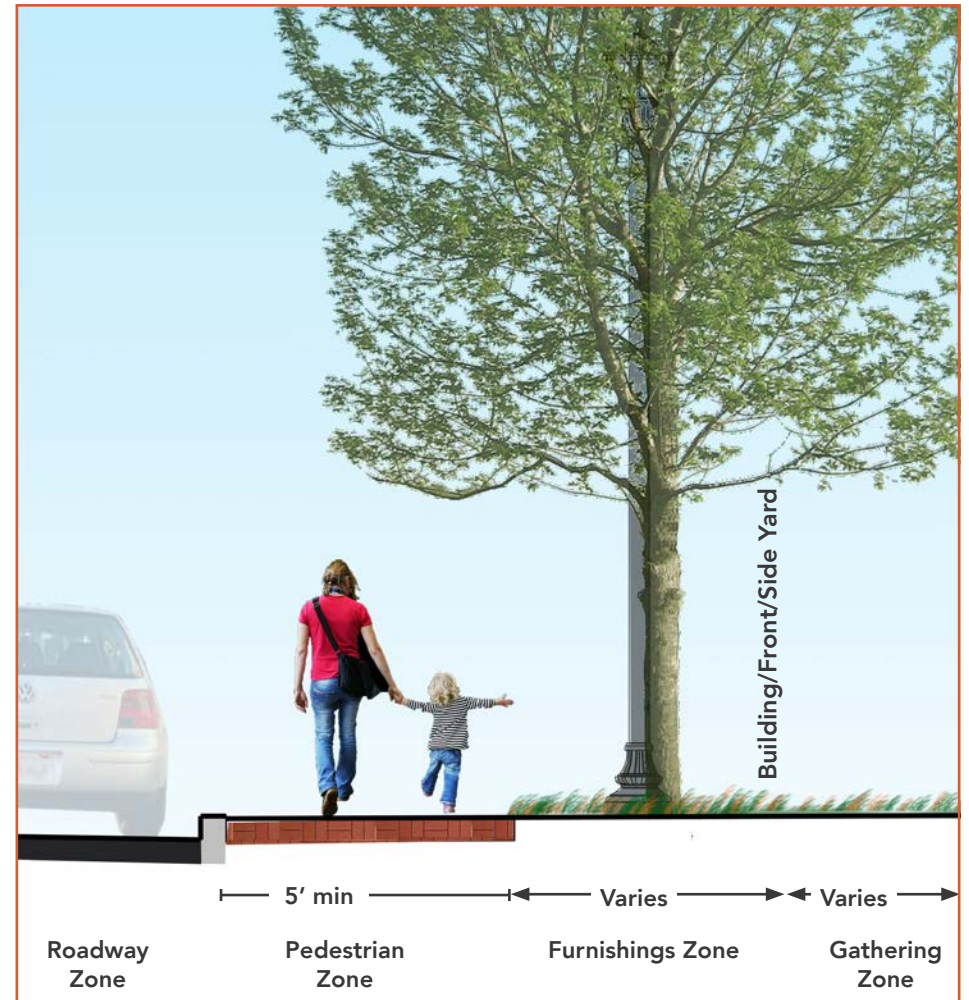 Building/Front/Side Yard
5’ min
Varies
Varies
Roadway
Zone
Pedestrian
Zone
Furnishings Zone
Gathering
Zone